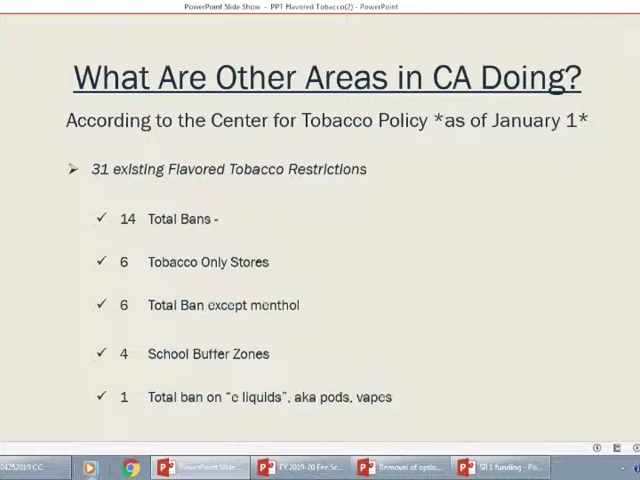 PowerPoint Slide Show - PPT Flavored Tobacco(2) - PowerPoint
What Are Other Areas in CA Doing?
According to the Center for Tobacco Policy *as of January 1*
31 existing Flavored Tobacco Restrictions
14 Total Bans -
6 Tobacco Only Stores
6 Total Ban except menthol
4 School Buffer Zones
1 Total ban on “e liquids”, aka pods, vapes
04232019 CC
PowerPoint Slide...
FY 2019-20 Fee Sc...
Removal of optio...
SB 1 funding - Po...